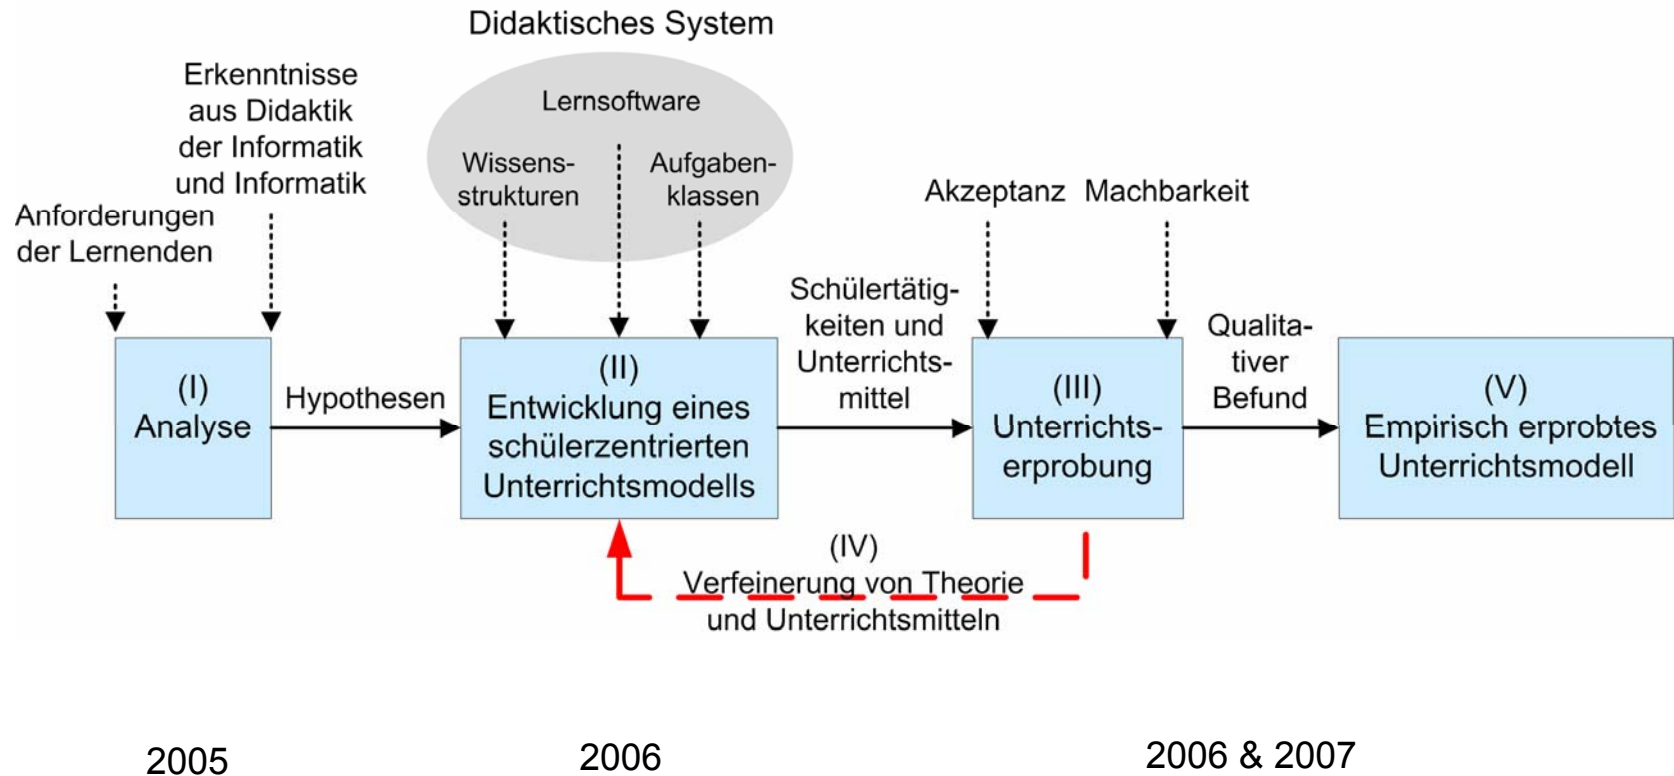 Didaktisches System
Erkenntnisse
aus Didaktik
der Informatik
und Informatik
Anforderungen
der Lernenden
Lernsoftware
Wissens-
strukturen
Aufgaben-
klassen
Akzeptanz
Machbarkeit
(I)
Analyse
Hypothesen
(II)
Entwicklung eines
schülerzentrierten
Unterrichtsmodells
Schülertätig-
keiten und
Unterrichts-
mittel
(III)
Unterrichts-
erprobung
Qualita-
tiver
Befund
(V)
Empirisch erprobtes
Unterrichtsmodell
(IV)
Verfeinerung von Theorie
und Unterrichtsmitteln
2005
2006
2006 & 2007